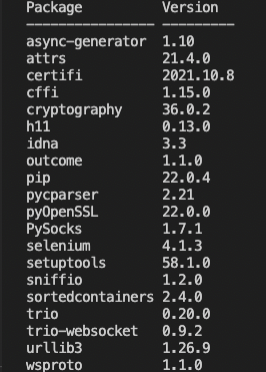 Package Version
---------------- ---------
async-generator 1.10
attrs 21.4.0
certifi 2021.10.8
cffi 1.15.0
cryptography 36.0.2
h11 0.13.0
idna 3.3
outcome 1.1.0
pip 22.0.4
pycparser 2.21
pyOpenSSL 22.0.0
PySocks 1.7.1
selenium 4.1.3
setuptools 58.1.0
sniffio 1.2.0
sortedcontainers 2.4.0
trio 0.20.0
trio-websocket 0.9.2
urllib3 1.26.9
wsproto 1.1.0